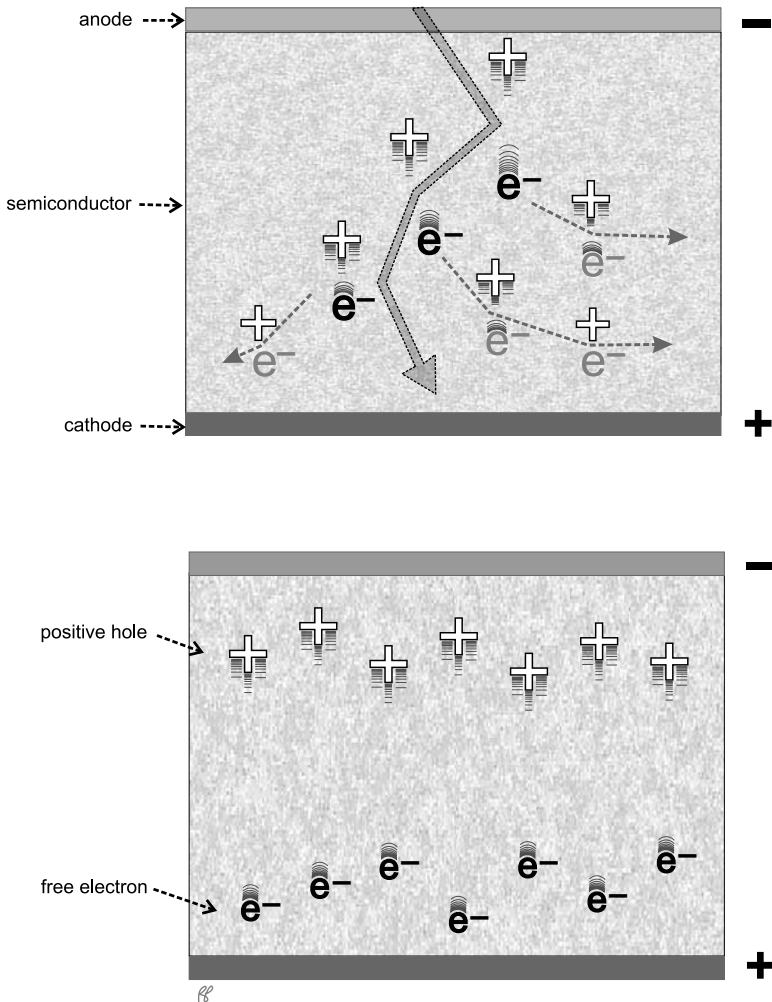 anode
−
+
+
e−
+
semiconductor
+
e−
e−
+
e−
+
+
e−
e−
e−
cathode
+
−
positive hole
+ + + + + + +
free electron
e− e− e− e− e− e− e−
+